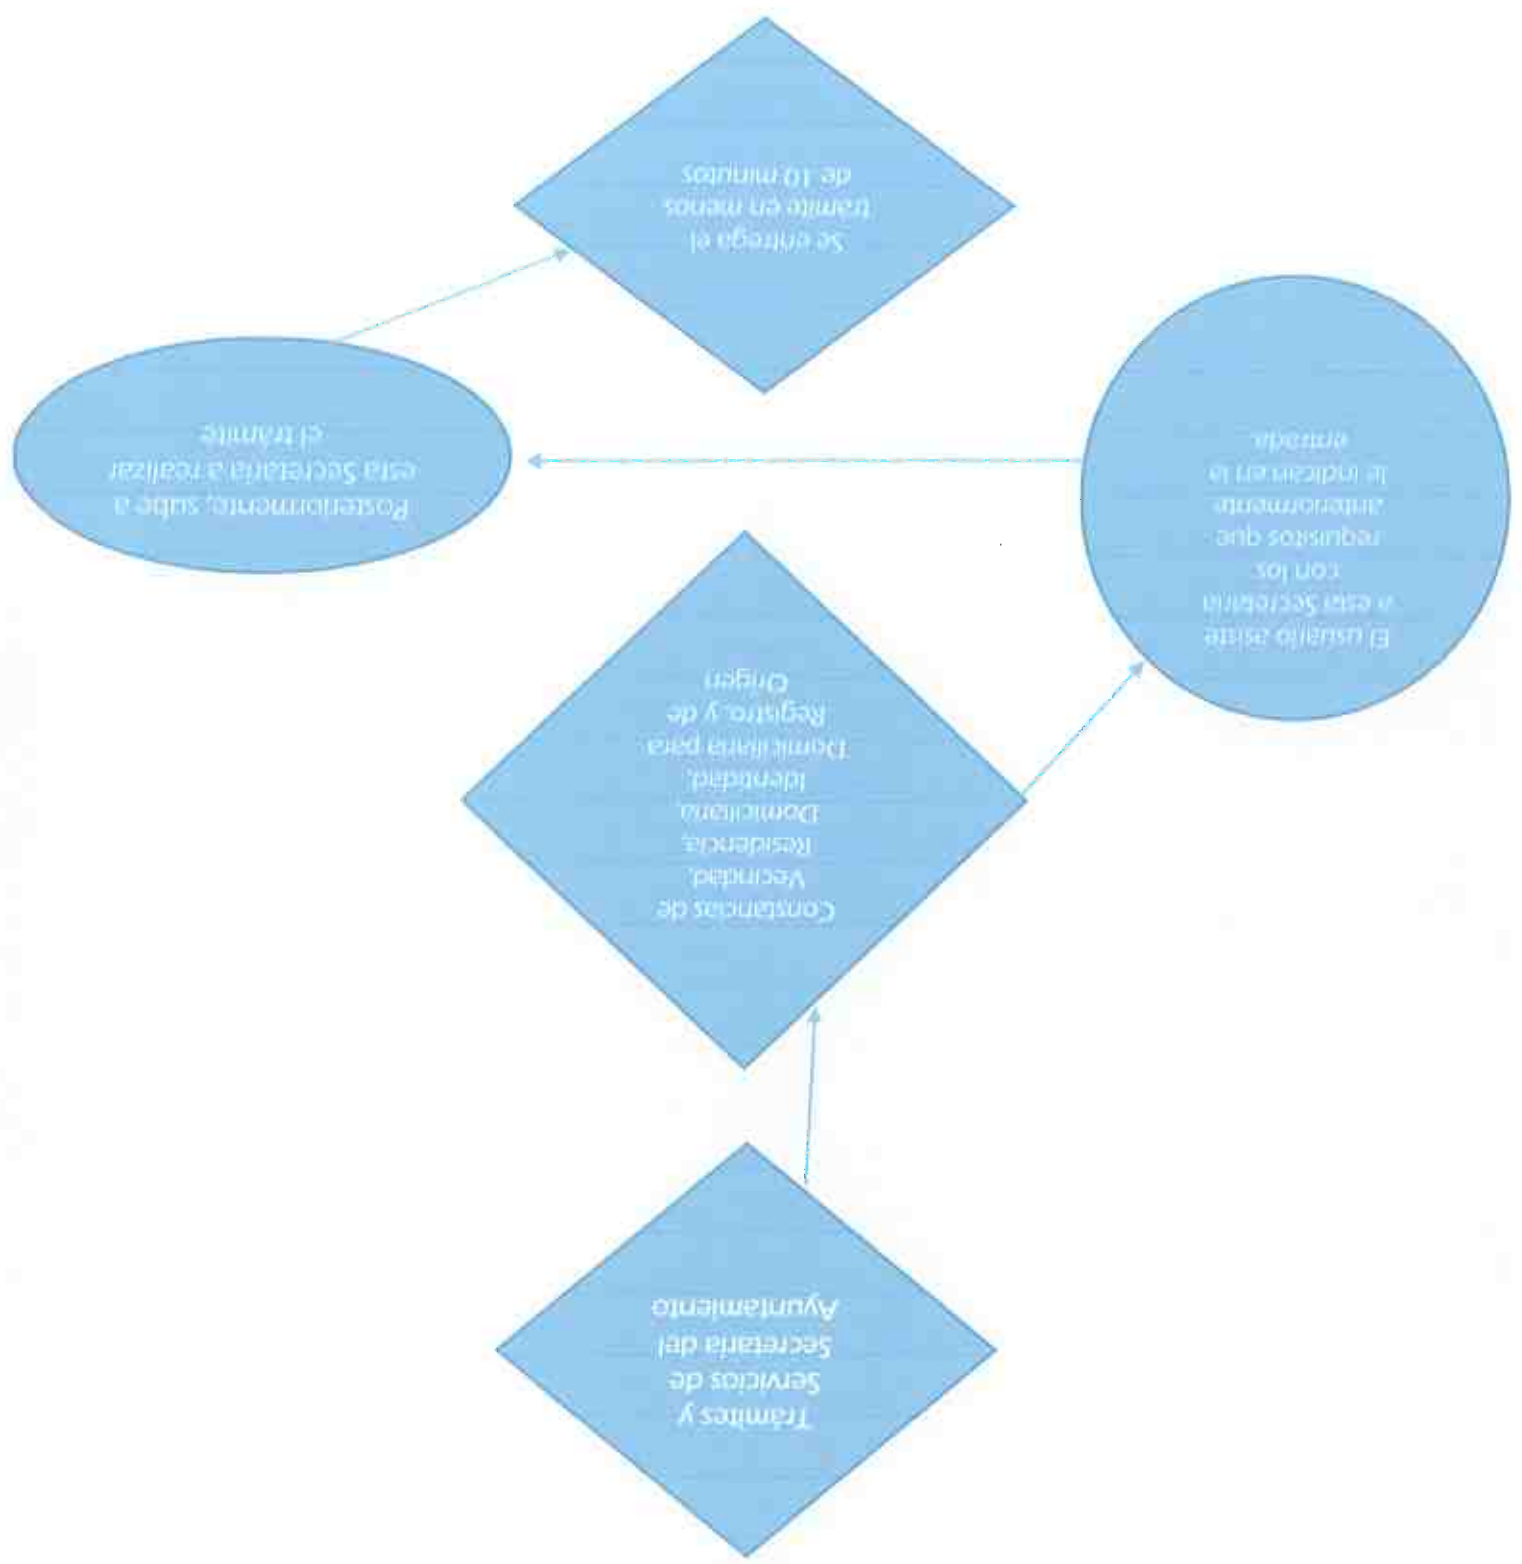 Trámites y
Servicios de
Secretaría del
Ayuntamiento
Constancias de
Vecindad,
Residencia,
Domiciliaria,
Identidad,
Domiciliaria para
Registro, y de
Origen
El usuario asiste
a esta Secretaría
con los
requisitos que
anteriormente
le indican en la
entrada
Posteriormente, sube a
esta Secretaría a realizar
el trámite
Se entrega el
trámite en menos
de 10 minutos